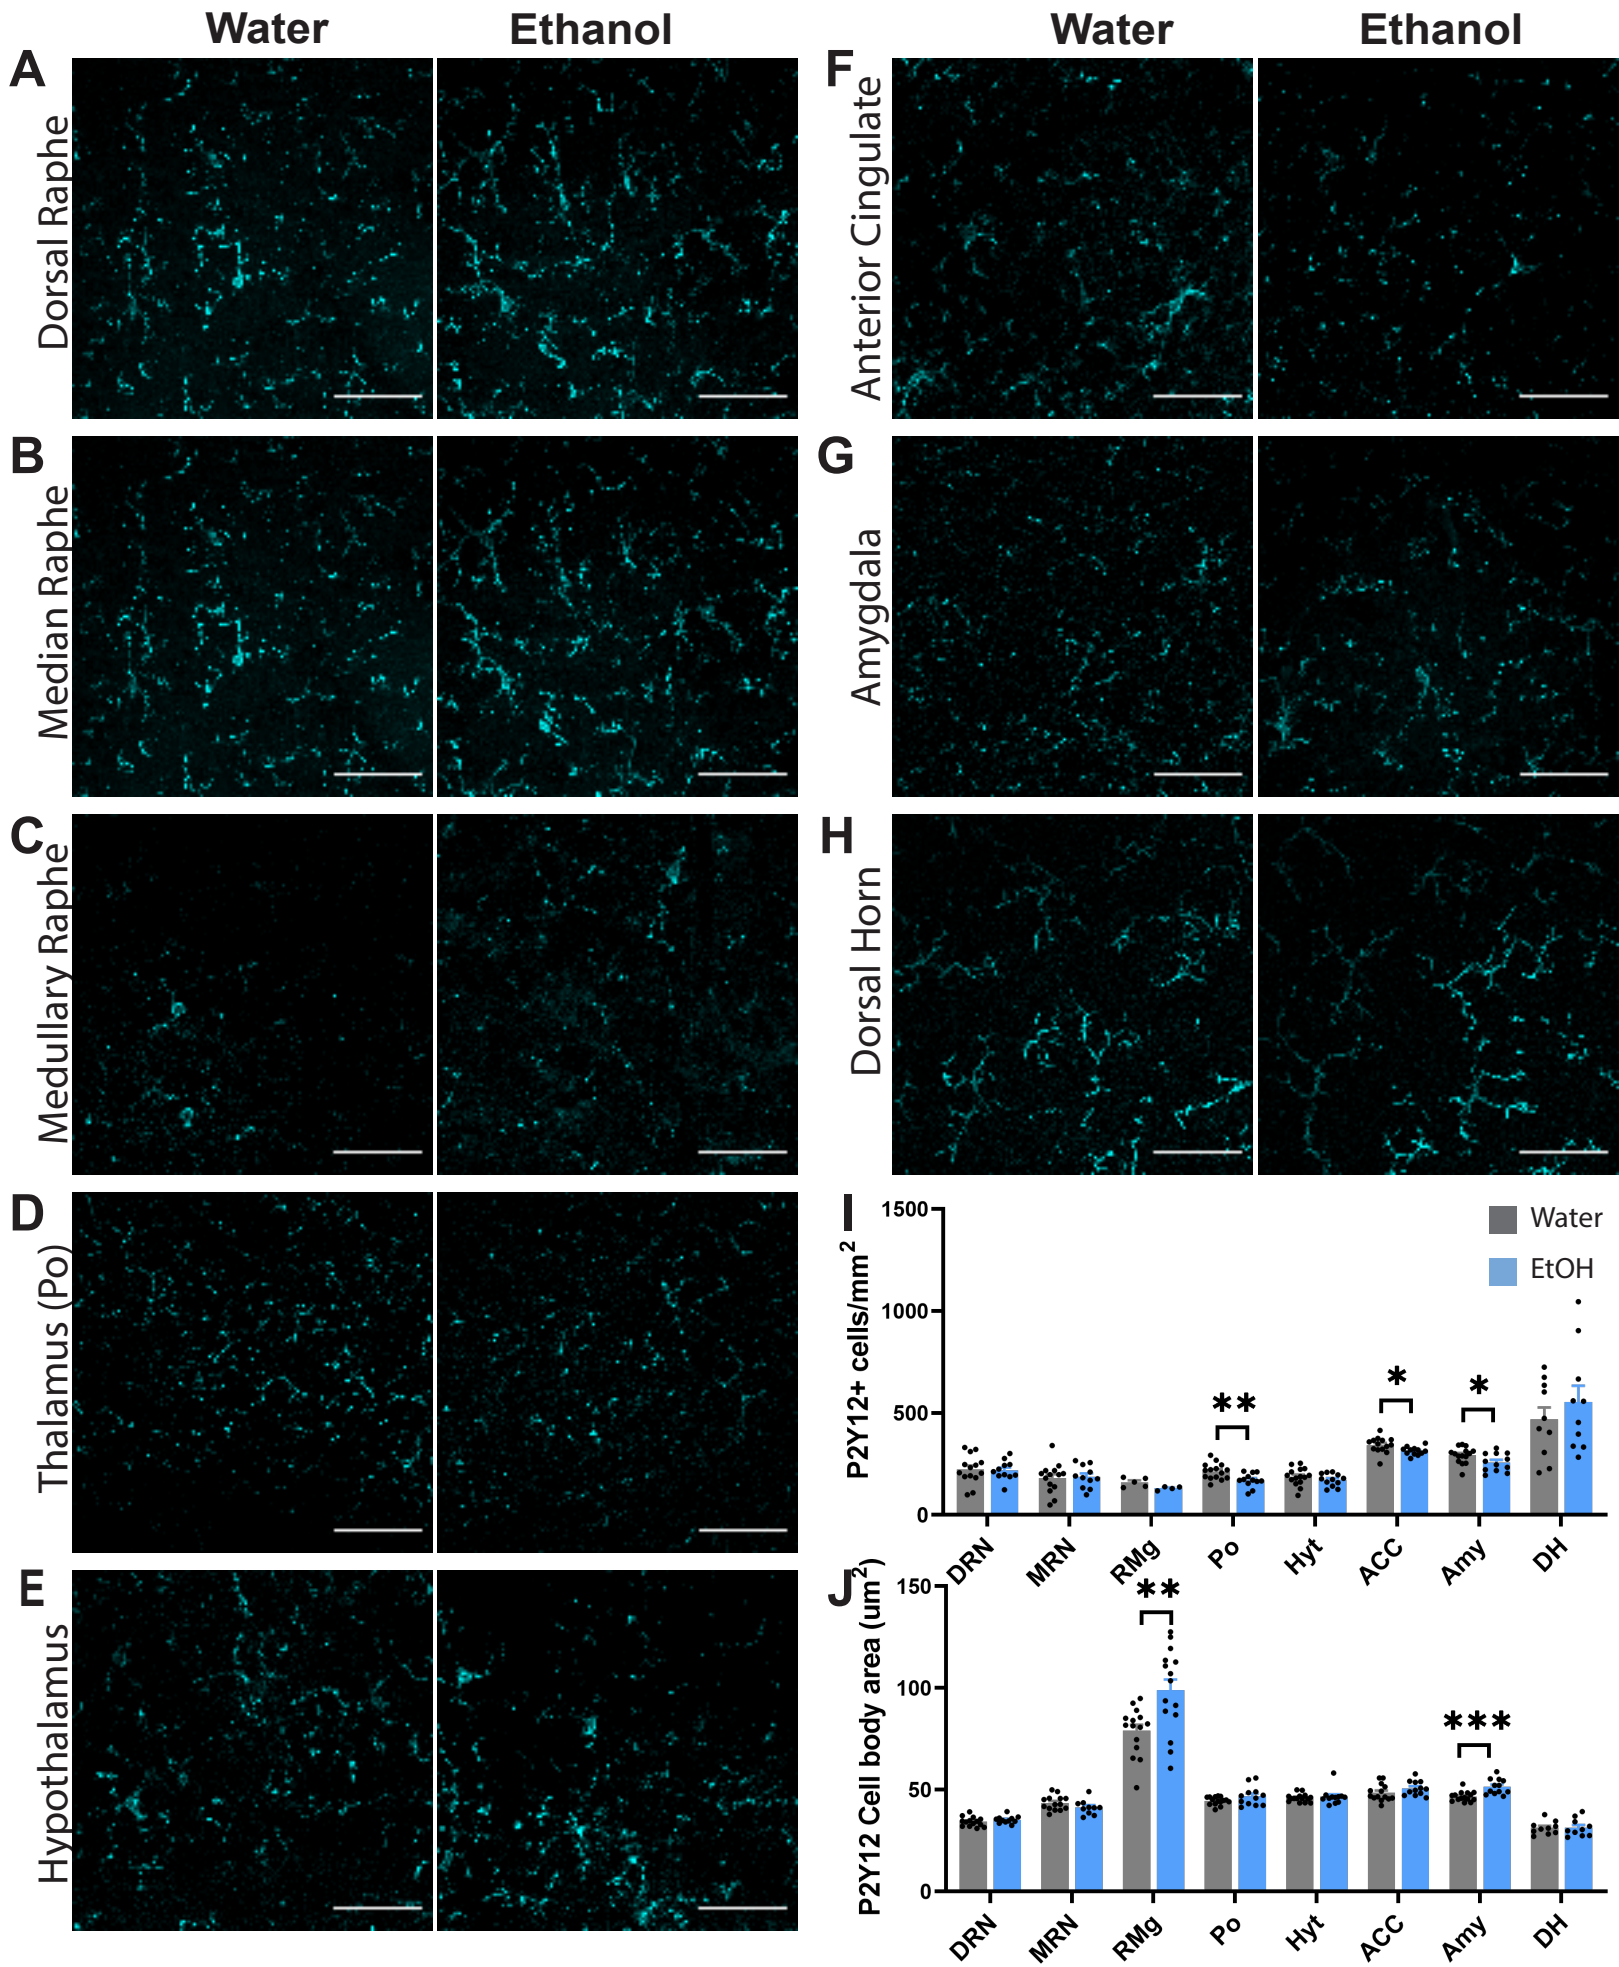 Water Ethanol Water Ethanol
A Dorsal Raphe
B Median Raphe
C Medullary Raphe
D Thalamus (Po)
E Hypothalamus
F Anterior Cingulate
G Amygdala
H Dorsal Horn
I
P2Y12+ cells/mm2
1500
1000
500
0
Water
EtOH
** * *
DRN MRN RMg Po Hyt ACC Amy DH
J
P2Y12 Cell body area (um2)
150
100
50
0
** ***
DRN MRN RMg Po Hyt ACC Amy DH